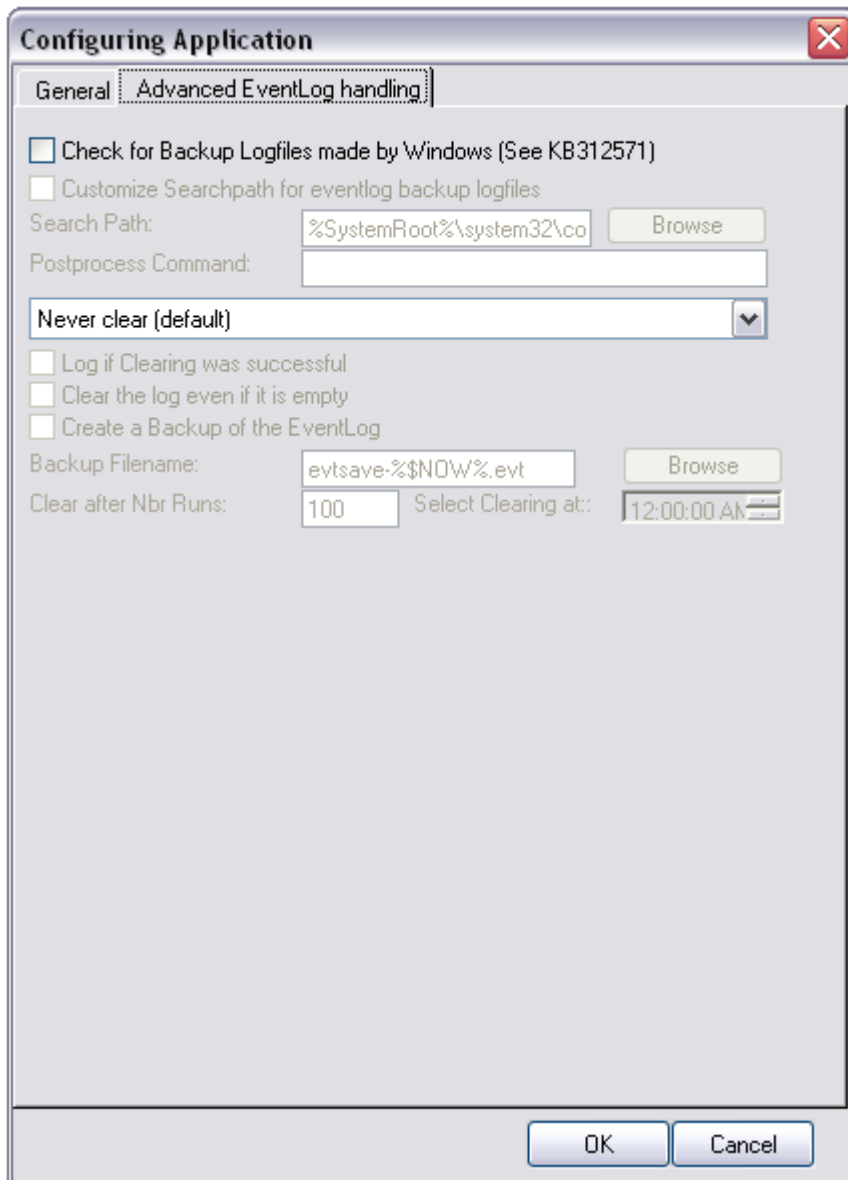 Configuring Application
General Advanced EventLog handling
Check for Backup Logfiles made by Windows (See KB312571)
Customize Searchpath for eventlog backup logfiles
Search Path: %SystemRoot%\system32\co Browse
Postprocess Command:
Never clear (default)
Log if Clearing was successful
Clear the log even if it is empty
Create a Backup of the EventLog
Backup Filename: evtsave-%$NOW%.evt Browse
Clear after Nbr Runs: 100 Select Clearing at:: 12:00:00 AM
OK Cancel